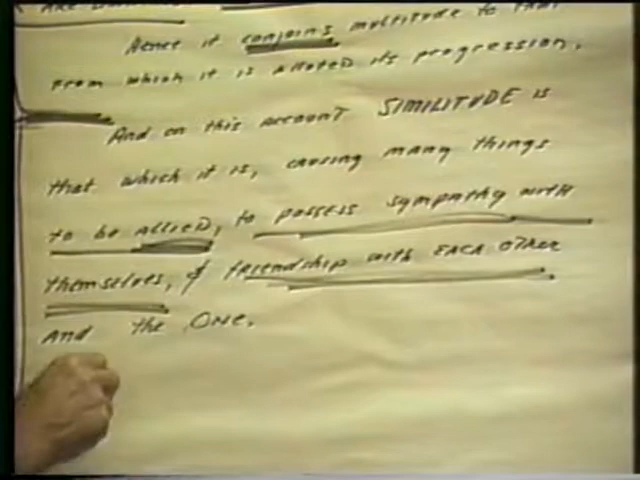 Hence it conjoins multitude to that
from which it is alloted its progression.
And on this account SIMILITUDE is
that which it is, causing many things
to be allied, to possess sympathy with
themselves, & friendship with EACH other
And the ONE.